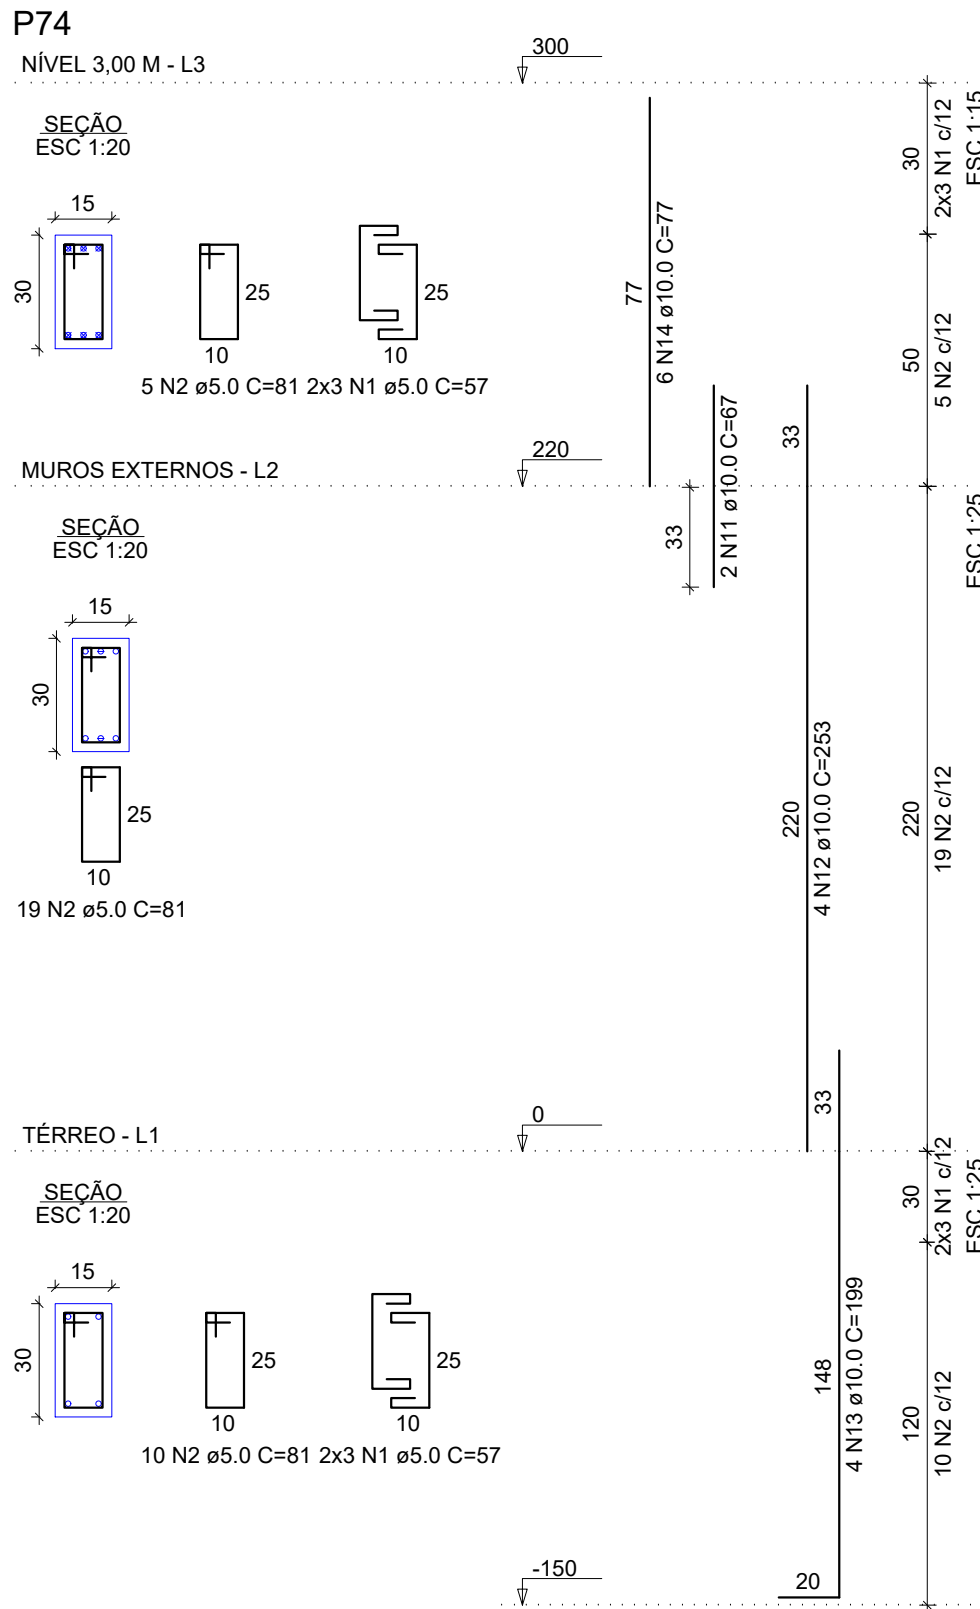 P74
NÍVEL 3,00 M - L3
300
SEÇÃO
ESC 1:20
15
30
25
10
25
10
5 N2 ø5.0 C=81 2x3 N1 ø5.0 C=57
77
6 N14 ø10.0 C=77
30
2x3 N1 c/12
ESC 1:15
50
5 N2 c/12
MUROS EXTERNOS - L2
220
SEÇÃO
ESC 1:20
15
30
25
10
19 N2 ø5.0 C=81
33
2 N11 ø10.0 C=67
33
220
4 N12 ø10.0 C=253
220
19 N2 c/12
ESC 1:25
TÉRREO - L1
0
SEÇÃO
ESC 1:20
15
30
25
10
25
10
10 N2 ø5.0 C=81 2x3 N1 ø5.0 C=57
33
148
4 N13 ø10.0 C=199
20
30
2x3 N1 c/12
ESC 1:25
120
10 N2 c/12
-150